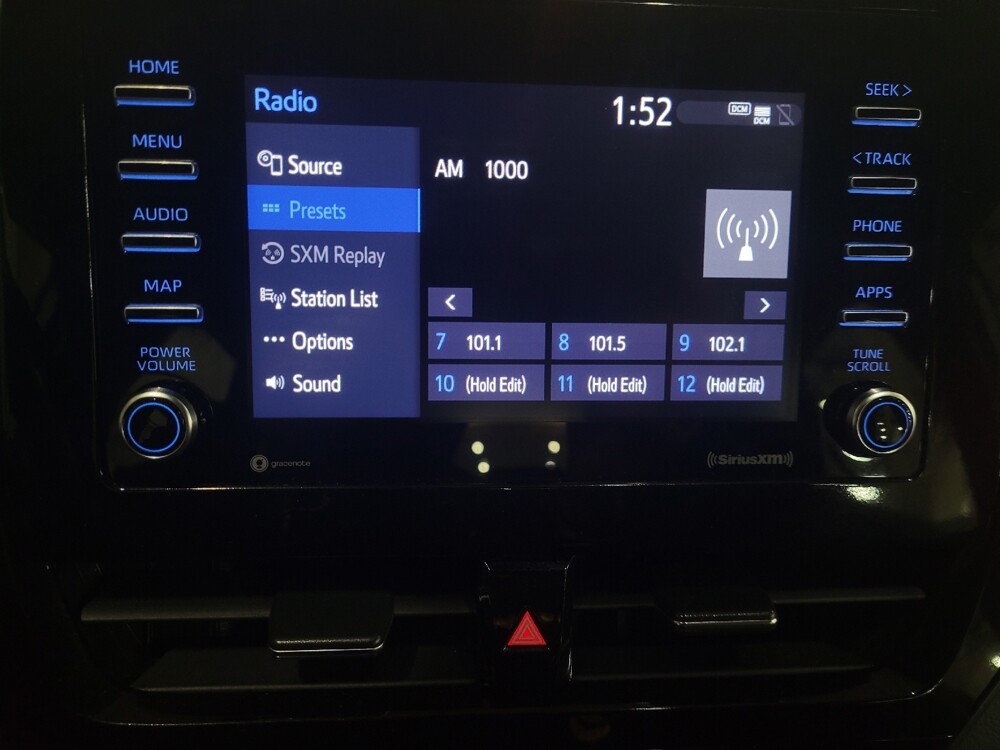 HOME
MENU
AUDIO
MAP
POWER
VOLUME
Radio
1:52
DCM
DCM
Source
Presets
SXM Replay
Station List
Options
Sound
AM 1000
<
>
7 101.1
8 101.5
9 102.1
10 (Hold Edit)
11 (Hold Edit)
12 (Hold Edit)
gracenote
SiriusXM
SEEK >
< TRACK
PHONE
APPS
TUNE
SCROLL